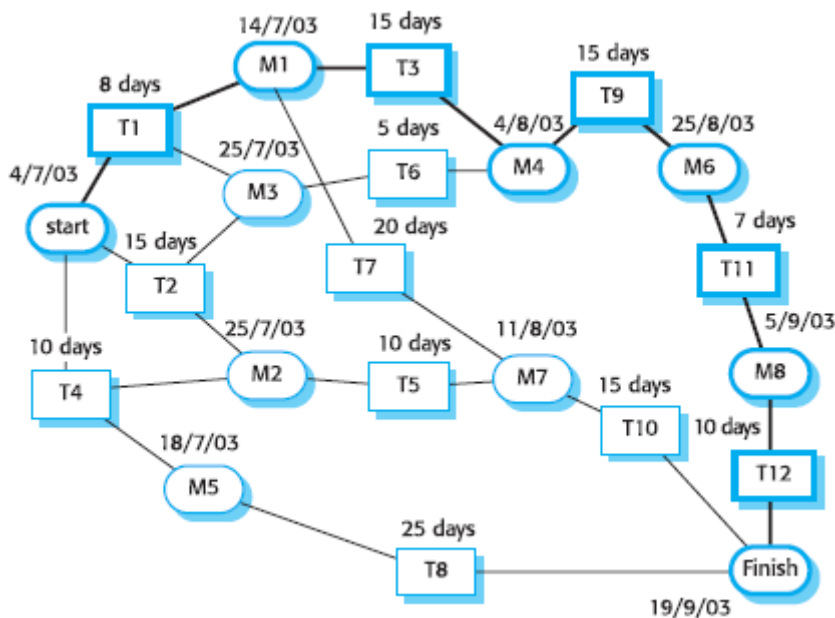 14/7/03
15 days
M1
T3
15 days
8 days
T9
T1
25/7/03
5 days
4/8/03
25/8/03
4/7/03
M3
T6
M4
M6
start
15 days
20 days
7 days
T2
T7
T11
25/7/03
11/8/03
5/9/03
10 days
10 days
M2
T5
M7
M8
T4
15 days
10 days
18/7/03
T10
M5
T12
25 days
T8
Finish
19/9/03